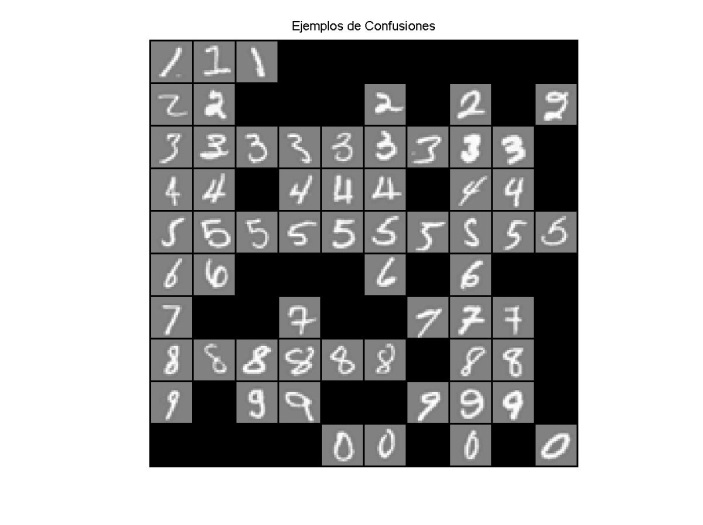 Ejemplos de Confusiones
1 1 1
2 2 2 2 2
3 3 3 3 3 3 3 3 3
4 4 4 4 4 4 4
5 5 5 5 5 5 5 5 5 5
6 6 6 6
7 7 7 7 7
8 8 8 8 8 8 8 8
9 9 9 9 9 9
0 0 0 0